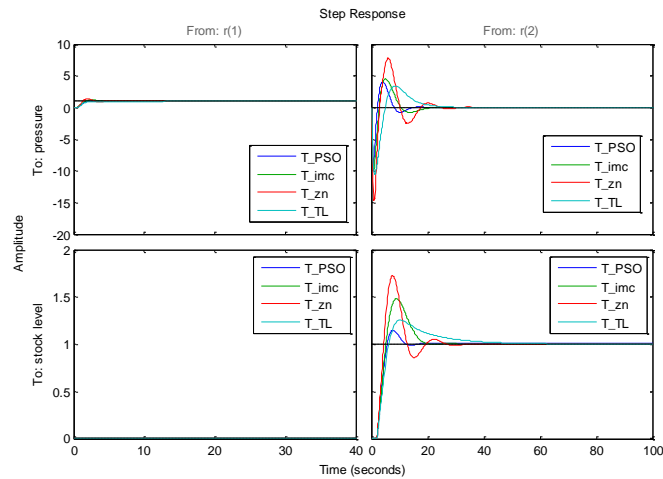 Step Response
From: r(1)
From: r(2)
To: pressure
10
5
0
-5
-10
-15
-20
T_PSO
T_imc
T_zn
T_TL
T_PSO
T_imc
T_zn
T_TL
Amplitude
To: stock level
2
1.5
1
0.5
0
T_PSO
T_imc
T_zn
T_TL
T_PSO
T_imc
T_zn
T_TL
0 10 20 30 40
0 20 40 60 80 100
Time (seconds)